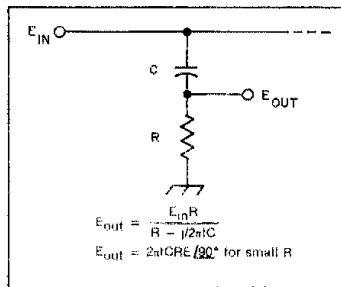 E_IN
C
E_OUT
R
E_out = E_in R / R - j/2πfC
E_out = 2πfCRE /90° for small R